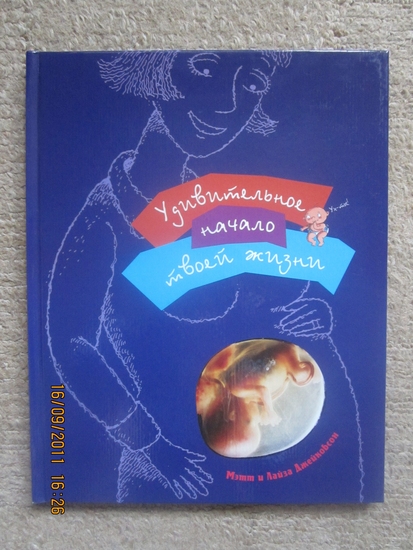 Удивительное
начало
твоей жизни
Мэтт и Лайза Джейкобсон
16/09/2011 16:26